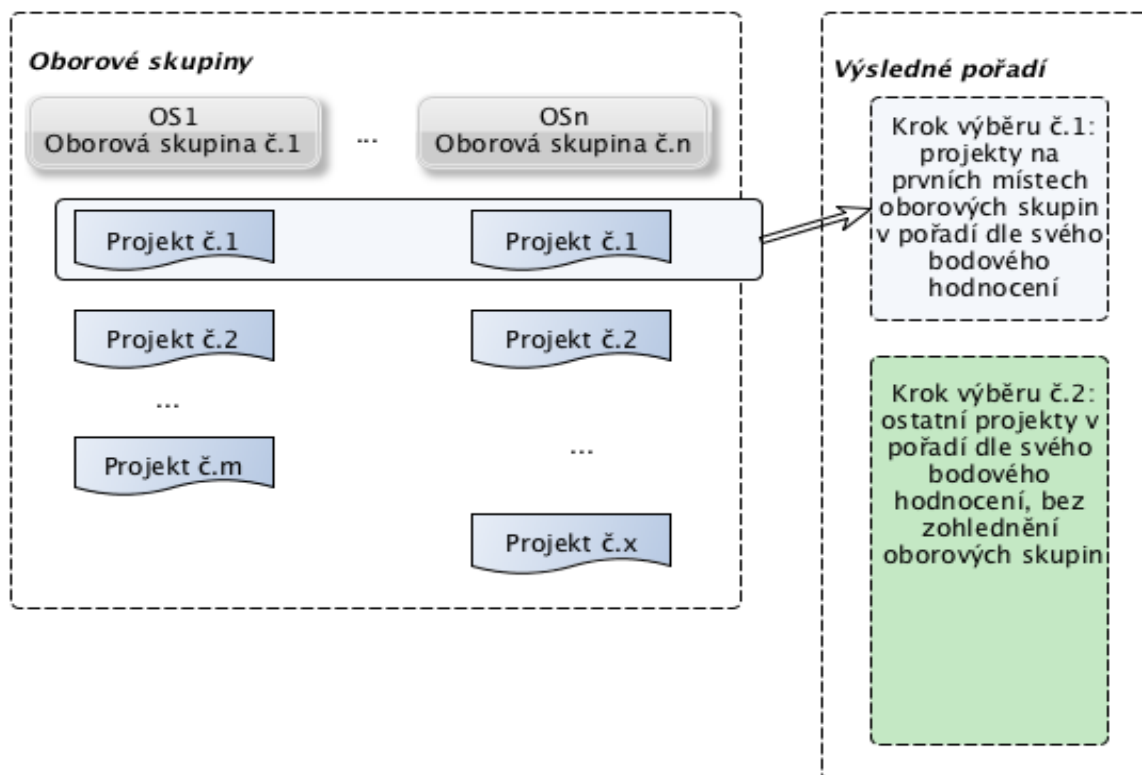 Oborové skupiny
OS1
Oborová skupina č.1
...
OSn
Oborová skupina č.n
Projekt č.1
Projekt č.1
Projekt č.2
Projekt č.2
...
Projekt č.m
...
Projekt č.x
Výsledné pořadí
Krok výběru č.1:
projekty na
prvních místech
oborových skupin
v pořadí dle svého
bodového
hodnocení
Krok výběru č.2:
ostatní projekty v
pořadí dle svého
bodového
hodnocení, bez
zohlednění
oborových skupin